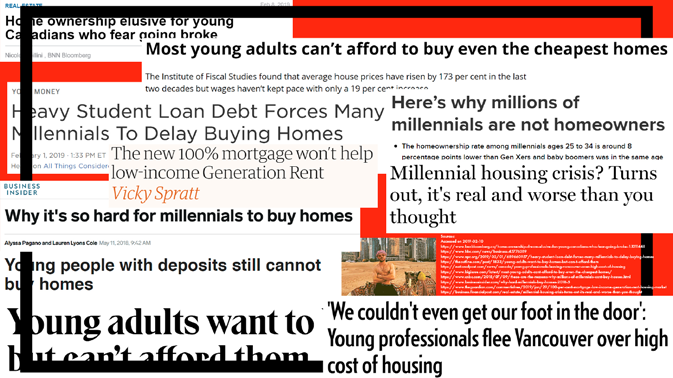 REAL ESTATE
Home ownership elusive for young
Canadians who fear going broke
BNN Bloomberg
Most young adults can't afford to buy even the cheapest homes
The Institute of Fiscal Studies found that average house prices have risen by 173 per cent in the last
two decades but wages haven't kept pace with only a 19 per cent increase
MONEY
Heavy Student Loan Debt Forces Many
Millennials To Delay Buying Homes
1, 2019 · 1:33 PM ET
on All Things Considered
Here's why millions of
millennials are not homeowners
• The homeownership rate among millennials ages 25 to 34 is around 8
percentage points lower than Gen Xers and baby boomers was in the same age
The new 100% mortgage won't help
low-income Generation Rent
Vicky Spratt
Millennial housing crisis? Turns
out, it's real and worse than you
thought
BUSINESS
INSIDER
Why it's so hard for millennials to buy homes
Alyssa Pagano and Lauren Lyons Cole May 11, 2018, 9:42 AM
Young people with deposits still cannot
buy homes
Young adults want to
but can't afford them
Sources
'We couldn't even get our foot in the door':
Young professionals flee Vancouver over high
cost of housing